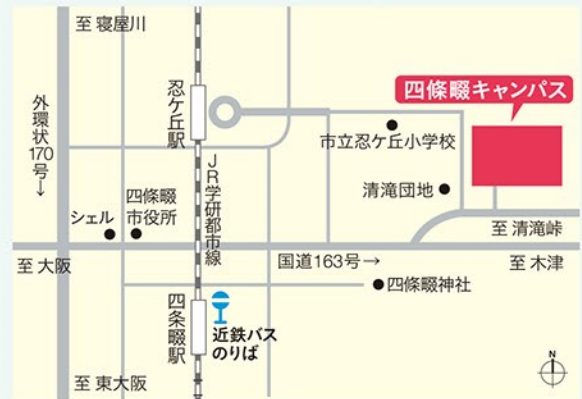 至 寝屋川
四條畷キャンパス
外環状170号→
忍ケ丘駅
市立忍ケ丘小学校
JR学研都市線
清滝団地
四條畷
市役所
シェル
至 清滝峠
至 大阪
国道163号→
至 木津
四條畷神社
四条畷駅
近鉄バス
のりば
至 東大阪
N